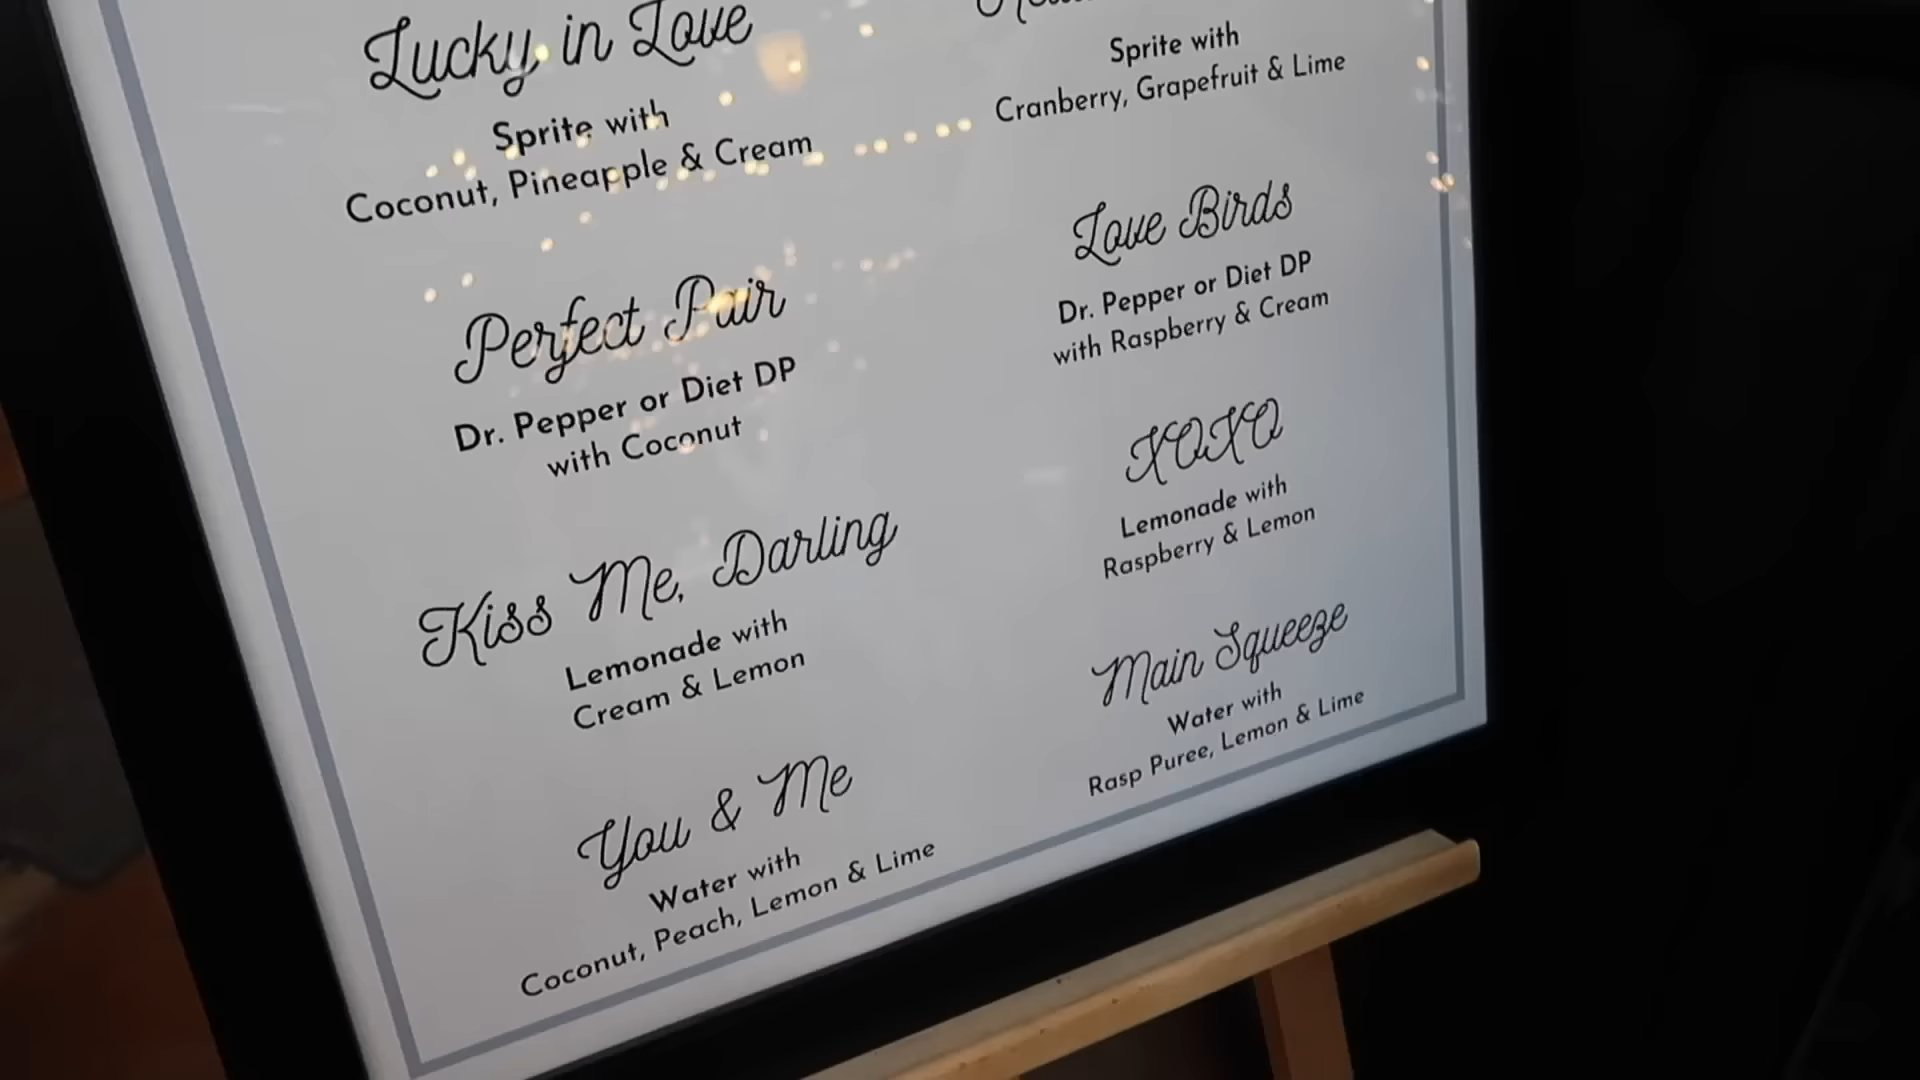 Lucky in Love
Sprite with
Coconut, Pineapple & Cream
Perfect Pair
Dr. Pepper or Diet DP
with Coconut
Kiss Me, Darling
Lemonade with
Cream & Lemon
You & Me
Water with
Coconut, Peach, Lemon & Lime
Sprite with
Cranberry, Grapefruit & Lime
Love Birds
Dr. Pepper or Diet DP
with Raspberry & Cream
XOXO
Lemonade with
Raspberry & Lemon
Main Squeeze
Water with
Rasp Puree, Lemon & Lime